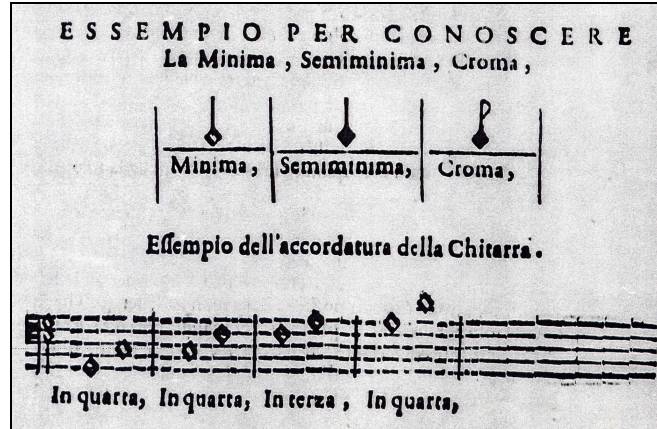 ESSEMPIO PER CONOSCERE
La Minima, Semiminima, Croma,
Minima, Semiminima, Croma,
Eſſempio dell'accordatura della Chitarra.
In quarta, In quarta, In terza, In quarta,